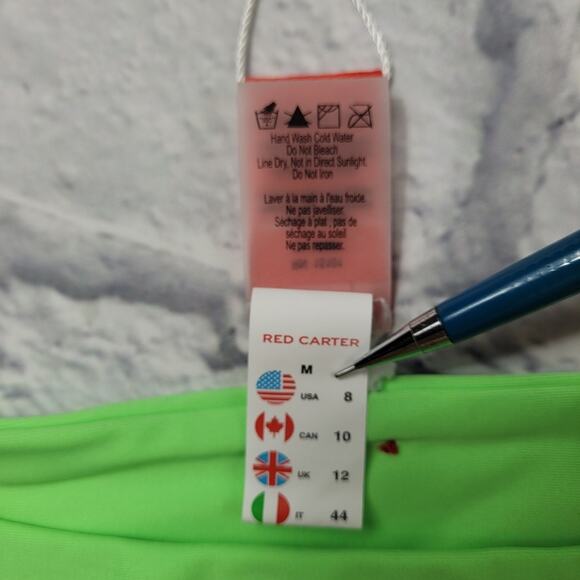 Hand Wash Cold Water
Do Not Bleach
Line Dry, Not in Direct Sunlight.
Do Not Iron
Laver à la main à l'eau froide.
Ne pas javelliser.
Séchage à plat, pas de
séchage au soleil
Ne pas repasser.
RED CARTER
M
USA 8
CAN 10
UK 12
IT 44